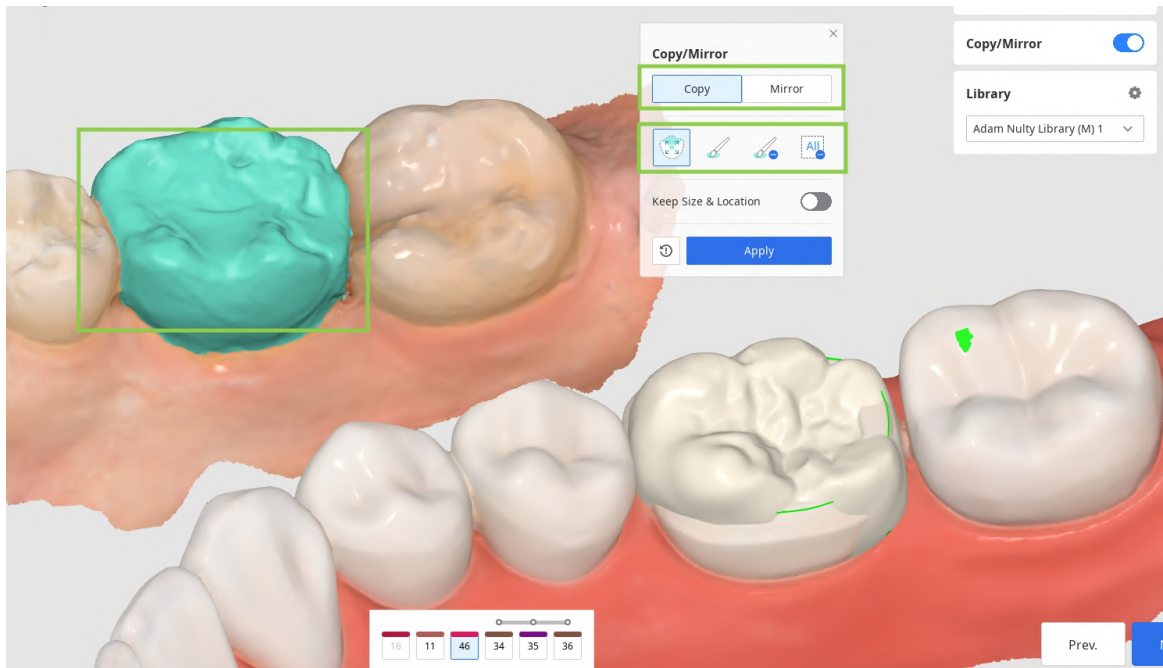 Copy/Mirror
Copy Mirror
All
Keep Size & Location
Apply
Copy/Mirror
Library
Adam Nulty Library (M) 1
16 11 46 34 35 36
Prev.